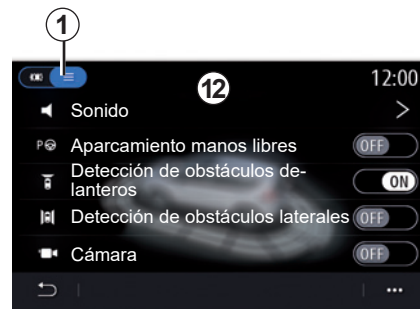 1
12
12:00
Sonido
Aparcamiento manos libres OFF
Detección de obstáculos de-
lanteros ON
Detección de obstáculos laterales OFF
Cámara OFF